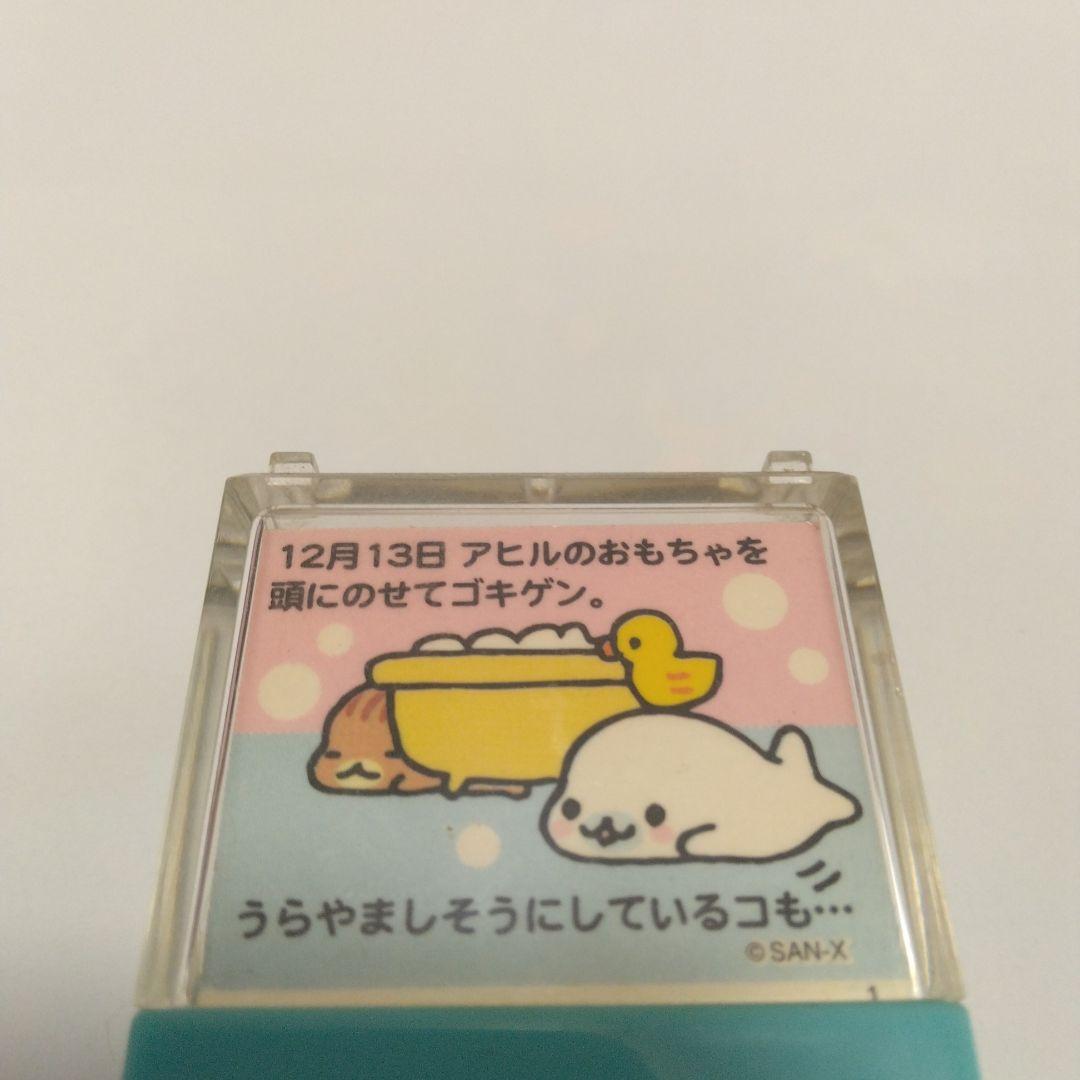 12月13日 アヒルのおもちゃを
頭にのせてゴキゲン。
うらやましそうにしているコも…
©SAN-X
1